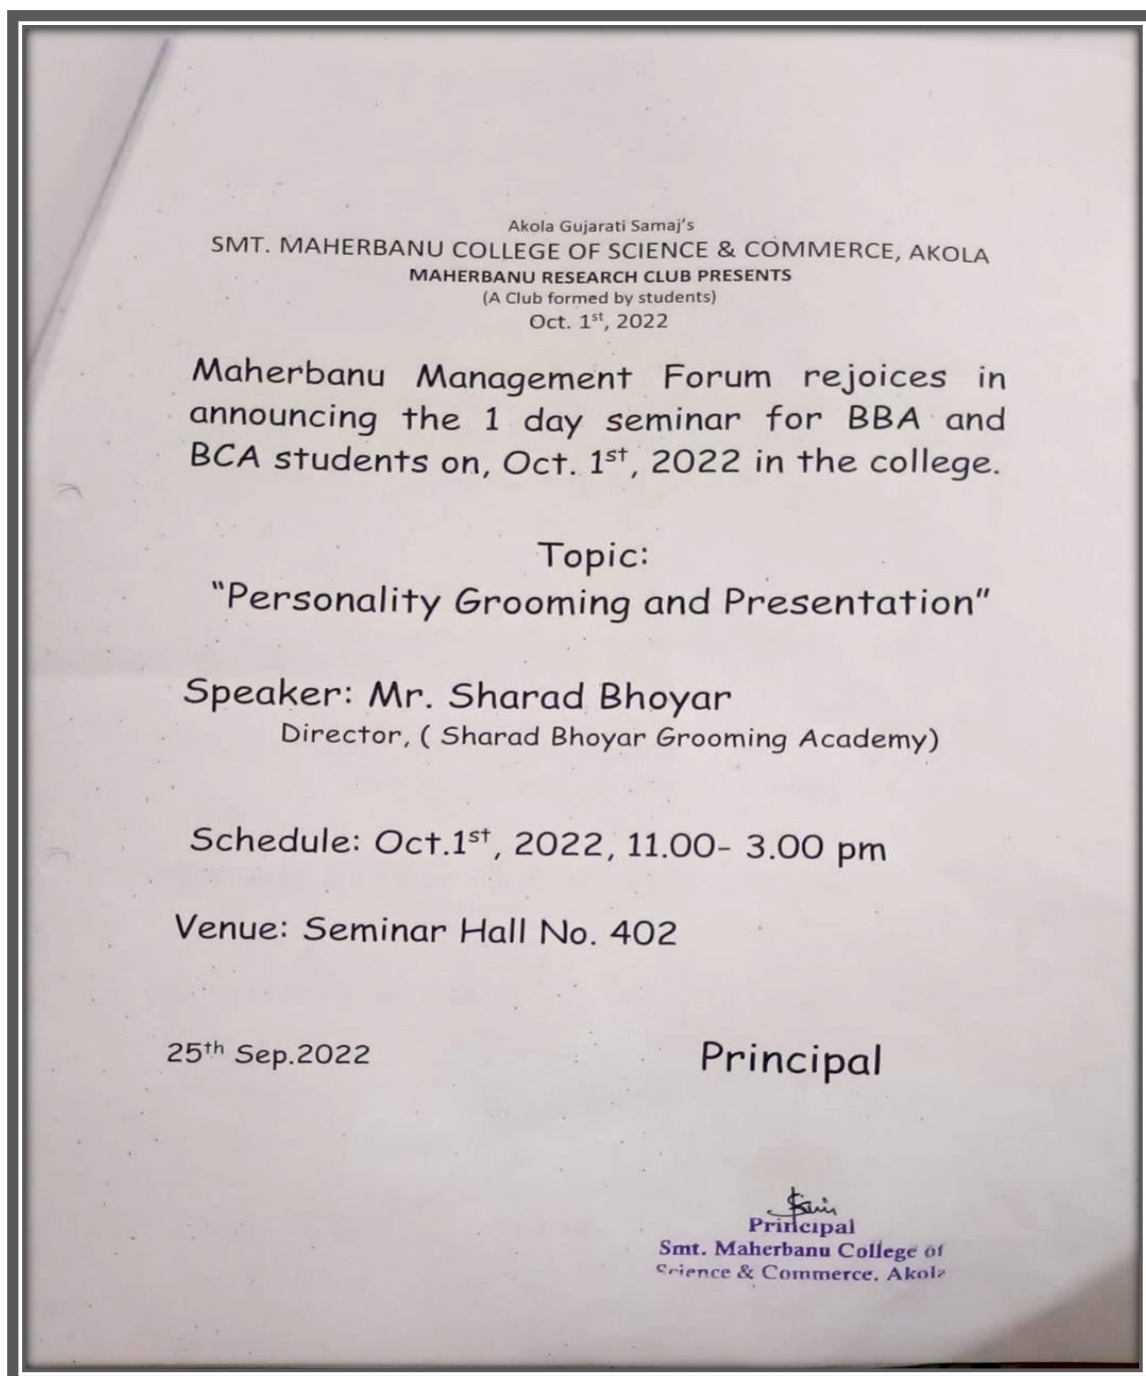 Akola Gujarati Samaj's
SMT. MAHERBANU COLLEGE OF SCIENCE & COMMERCE, AKOLA
MAHERBANU RESEARCH CLUB PRESENTS
(A Club formed by students)
Oct. 1st, 2022
Maherbanu Management Forum rejoices in
announcing the 1 day seminar for BBA and
BCA students on, Oct. 1st, 2022 in the college.
Topic:
"Personality Grooming and Presentation"
Speaker: Mr. Sharad Bhoyar
Director, ( Sharad Bhoyar Grooming Academy)
Schedule: Oct.1st, 2022, 11.00- 3.00 pm
Venue: Seminar Hall No. 402
25th Sep.2022 Principal
Principal
Smt. Maherbanu College of
Science & Commerce, Akola